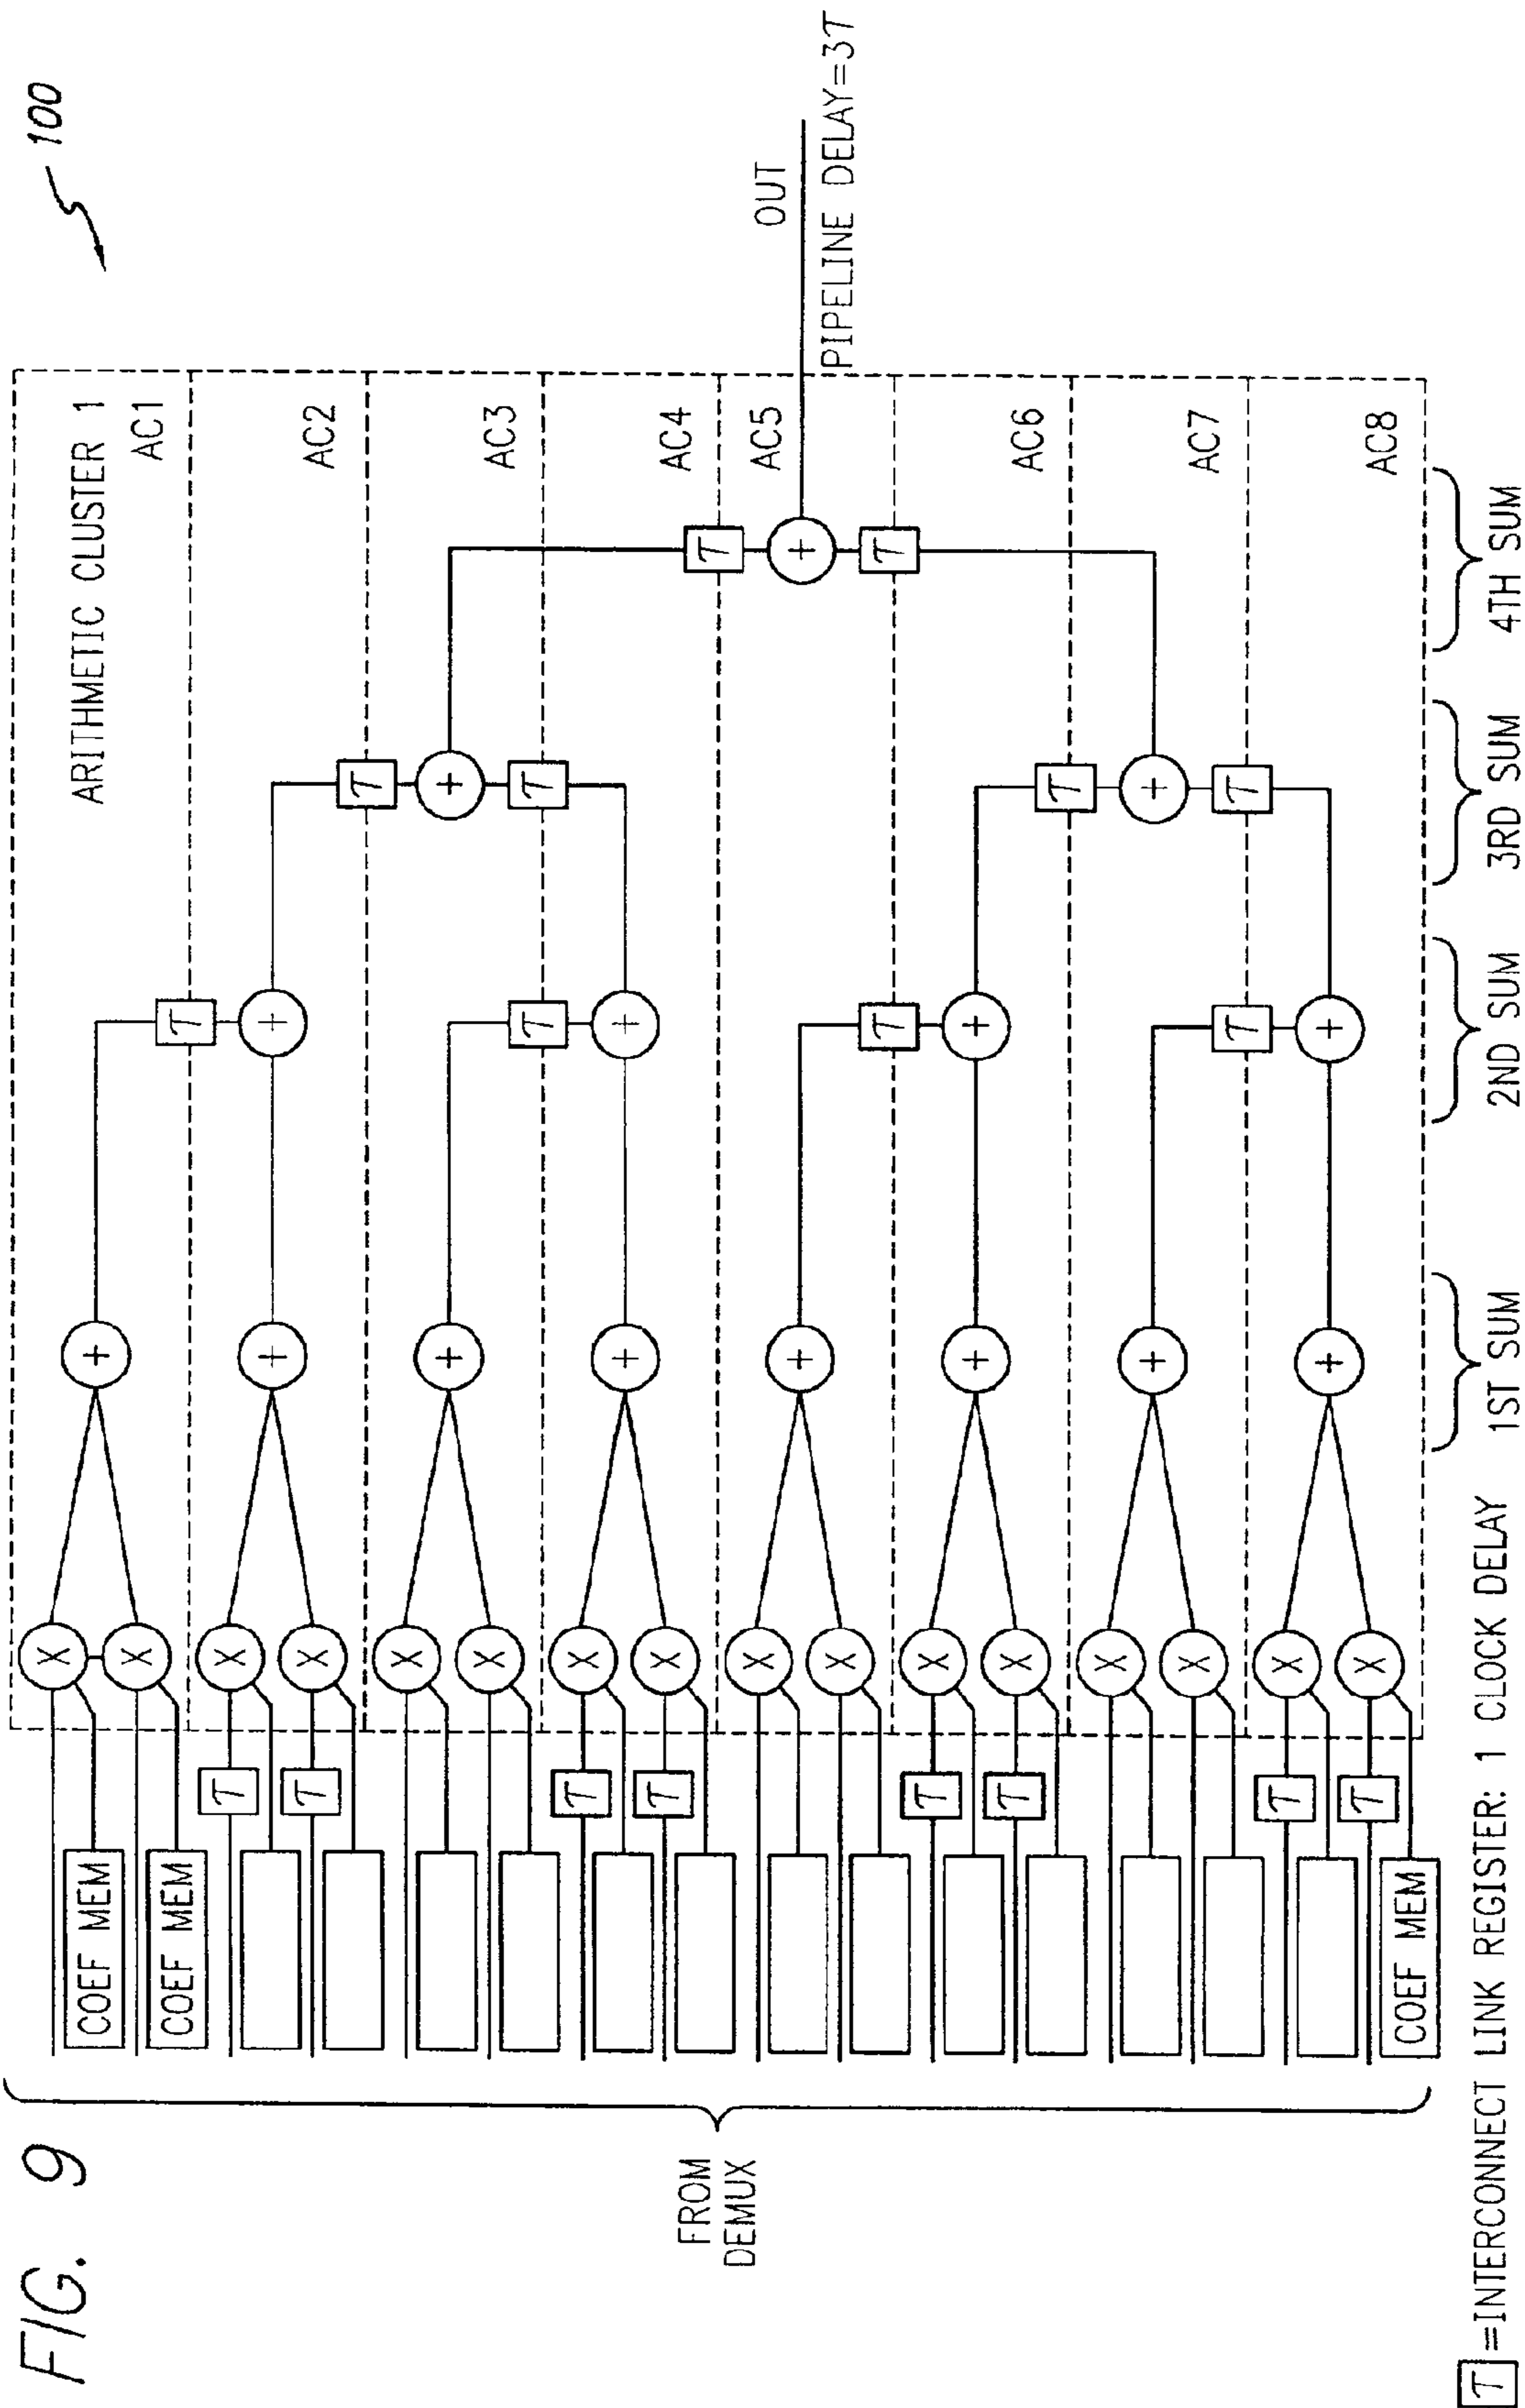 FIG. 9
100
ARITHMETIC CLUSTER 1
AC1
COEF MEM
X
X
+
COEF MEM
T
AC2
T
X
T
X
+
+
T
AC3
X
X
+
T
+
T
AC4
T
X
T
X
+
+
T
FROM
DEMUX
AC5
X
X
+
+
OUT
PIPELINE DELAY=3T
T
T
AC6
T
X
T
X
+
+
T
AC7
X
X
+
+
T
T
AC8
T
X
T
X
+
+
COEF MEM
1ST SUM
2ND SUM
3RD SUM
4TH SUM
T =INTERCONNECT LINK REGISTER: 1 CLOCK DELAY